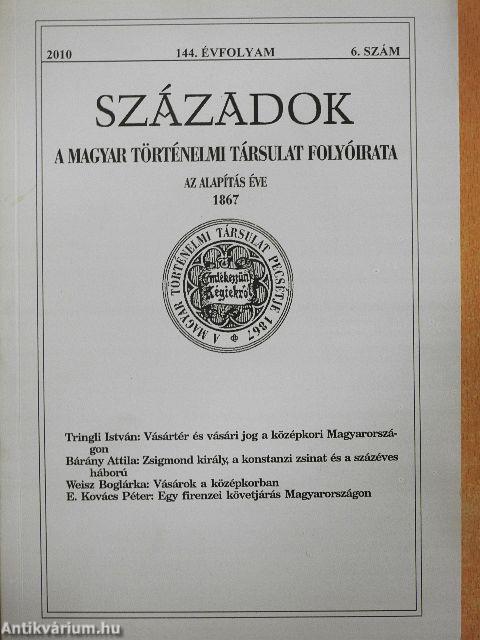 2010 144. ÉVFOLYAM 6. SZÁM
SZÁZADOK
A MAGYAR TÖRTÉNELMI TÁRSULAT FOLYÓIRATA
AZ ALAPÍTÁS ÉVE
1867
A MAGYAR TÖRTÉNELMI TÁRSULAT PECSÉTJE 1867
Emlékezzünk
Régiekről
Tringli István: Vásártér és vásári jog a középkori Magyarorszá-
gon
Bárány Attila: Zsigmond király, a konstanzi zsinat és a százéves
háború
Weisz Boglárka: Vásárok a középkorban
E. Kovács Péter: Egy firenzei követjárás Magyarországon
Antikvárium.hu